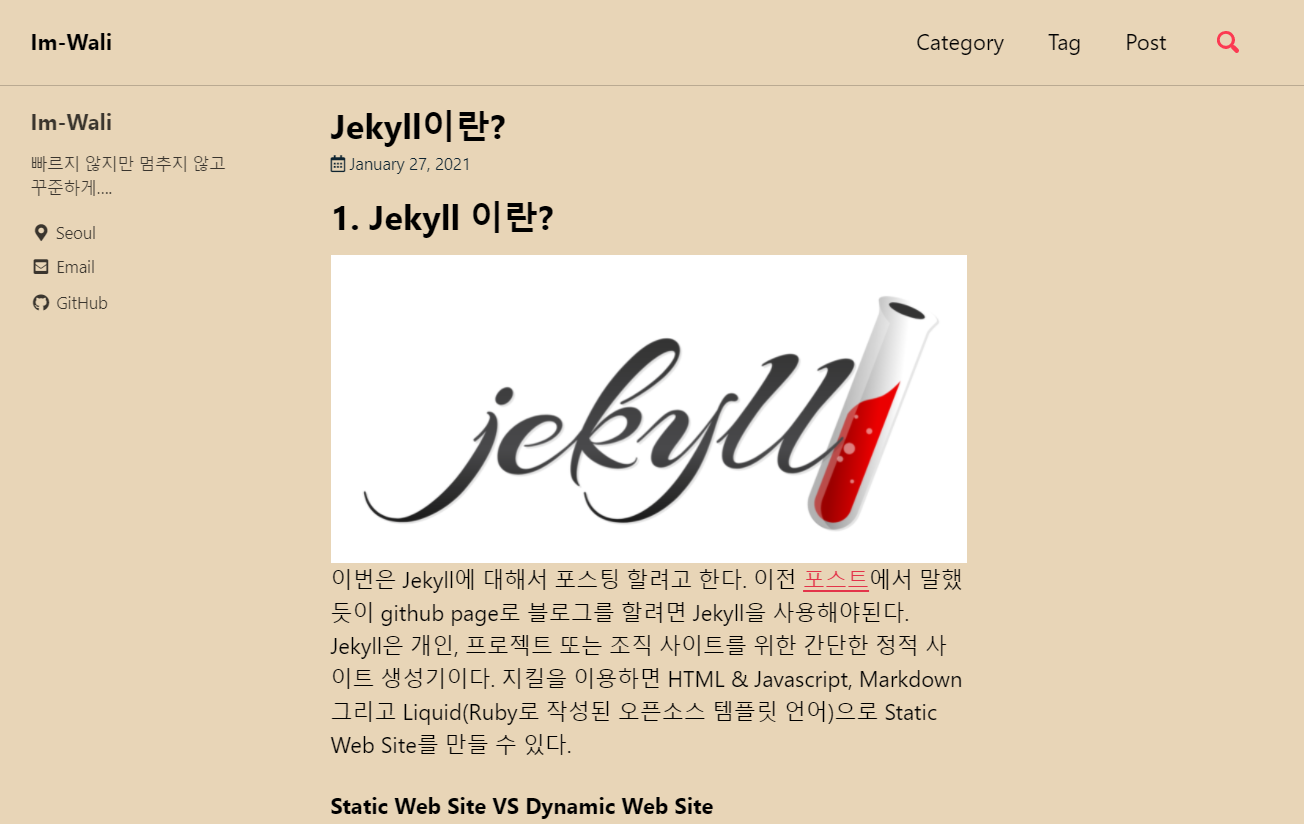 Im-Wali
Category Tag Post
Im-Wali
빠르지 않지만 멈추지 않고
꾸준하게....
Seoul
Email
GitHub
Jekyll이란?
January 27, 2021
1. Jekyll 이란?
jekyll
이번은 Jekyll에 대해서 포스팅 할려고 한다. 이전 포스트에서 말했
듯이 github page로 블로그를 할려면 Jekyll을 사용해야된다.
Jekyll은 개인, 프로젝트 또는 조직 사이트를 위한 간단한 정적 사
이트 생성기이다. 지킬을 이용하면 HTML & Javascript, Markdown
그리고 Liquid(Ruby로 작성된 오픈소스 템플릿 언어)으로 Static
Web Site를 만들 수 있다.
Static Web Site VS Dynamic Web Site